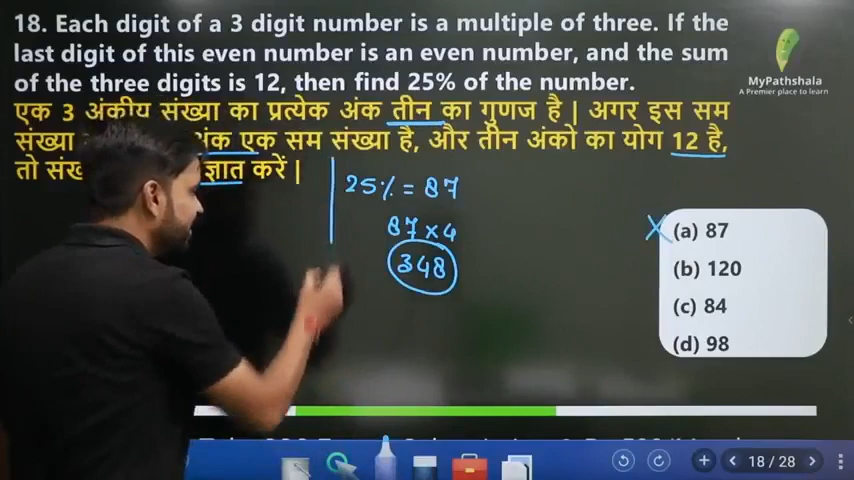 18. Each digit of a 3 digit number is a multiple of three. If the
last digit of this even number is an even number, and the sum
of the three digits is 12, then find 25% of the number.
MyPathshala
A Premier place to learn
एक 3 अंकीय संख्या का प्रत्येक अंक तीन का गुणज है | अगर इस सम
संख्या अंक एक सम संख्या है, और तीन अंको का योग 12 है,
तो ज्ञात करें |
25% = 87
87 × 4
348
X (a) 87
(b) 120
(c) 84
(d) 98
18 / 28